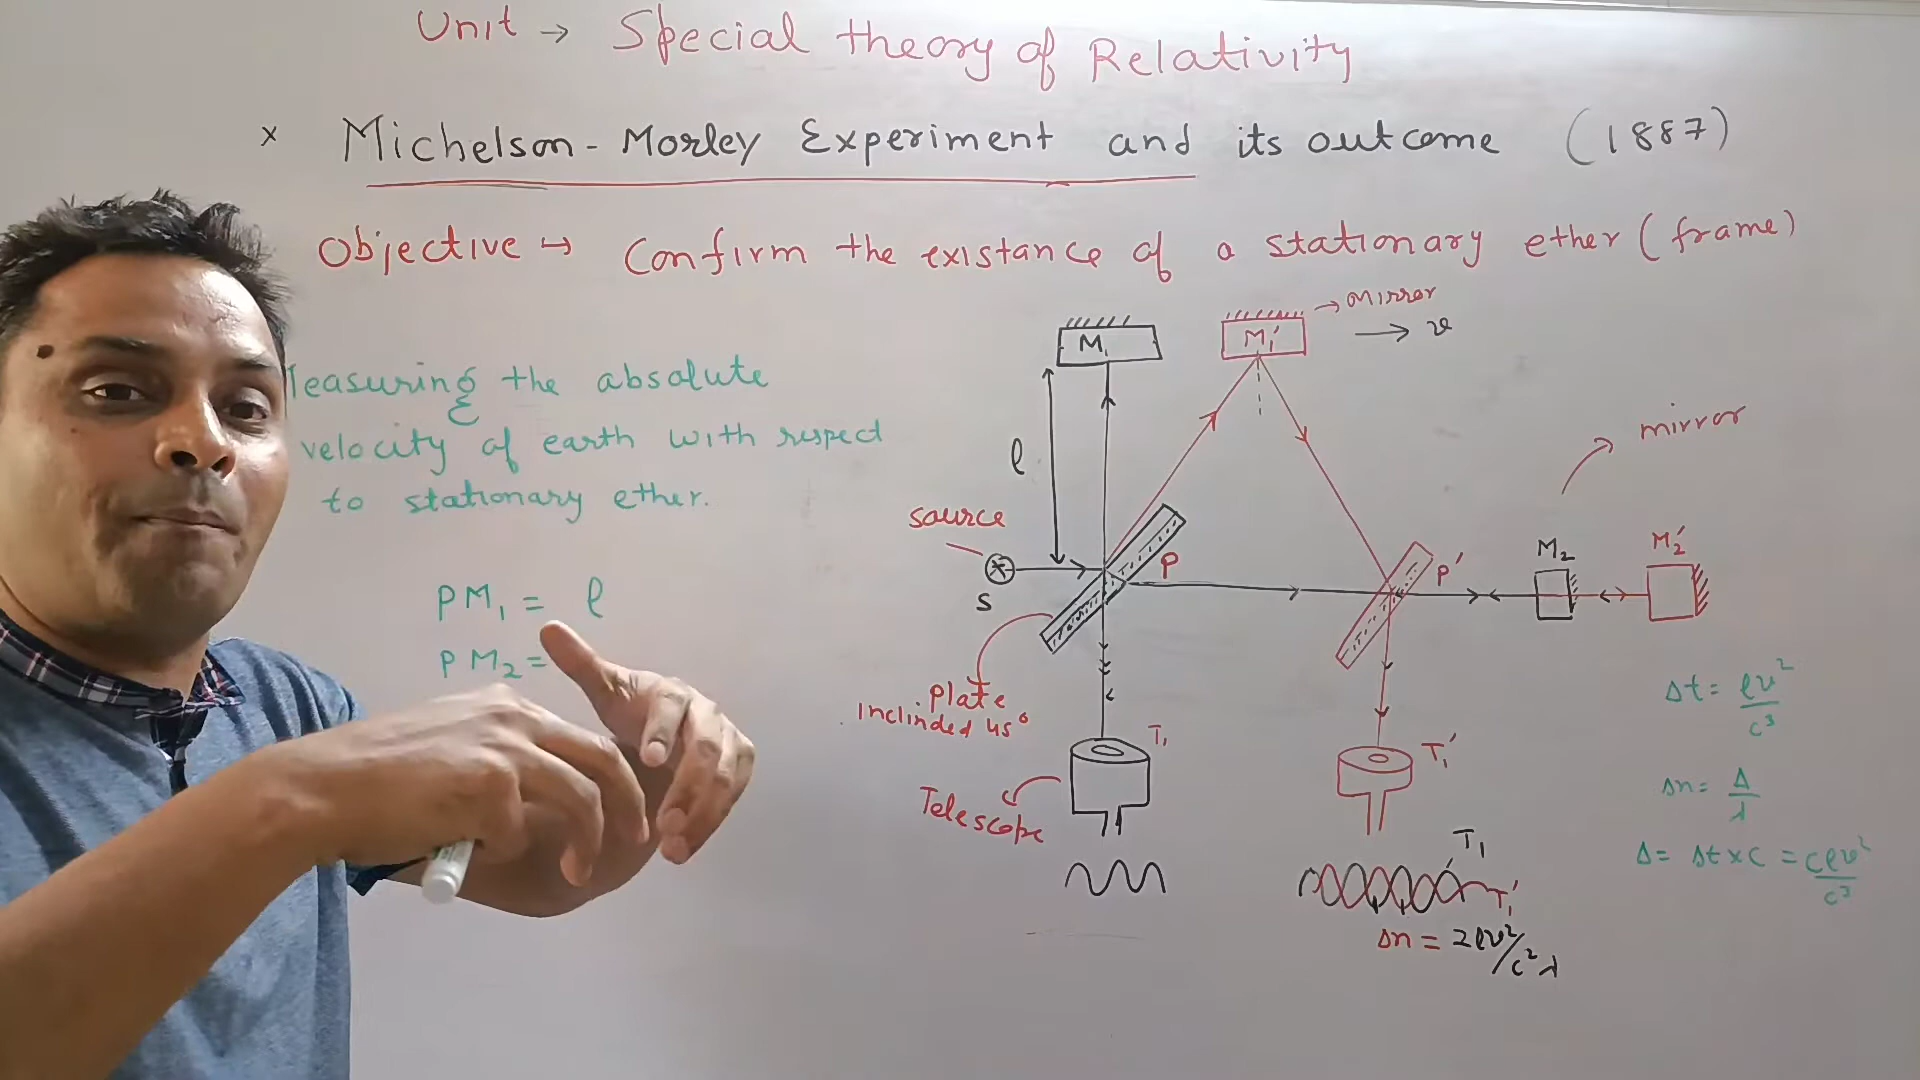 Unit → Special theory of Relativity
x Michelson-Morley Experiment and its outcome (1887)
Objective ↦ Confirm the existance of a stationary ether (frame)
Measuring the absolute
velocity of earth with respect
to stationary ether.
PM₁ = ℓ
PM₂ =
M₁
M₁'
→ mirror
→ v
ℓ
mirror
source
S
P
P'
M₂
M₂'
plate
Inclinded 45°
T₁
T₁'
Telescope
Δt = ℓv²/c³
Δn = Δ/λ
Δ = Δt×c = cℓv²/c³
T₁
T₁'
Δn = 2ℓv²/c²λ